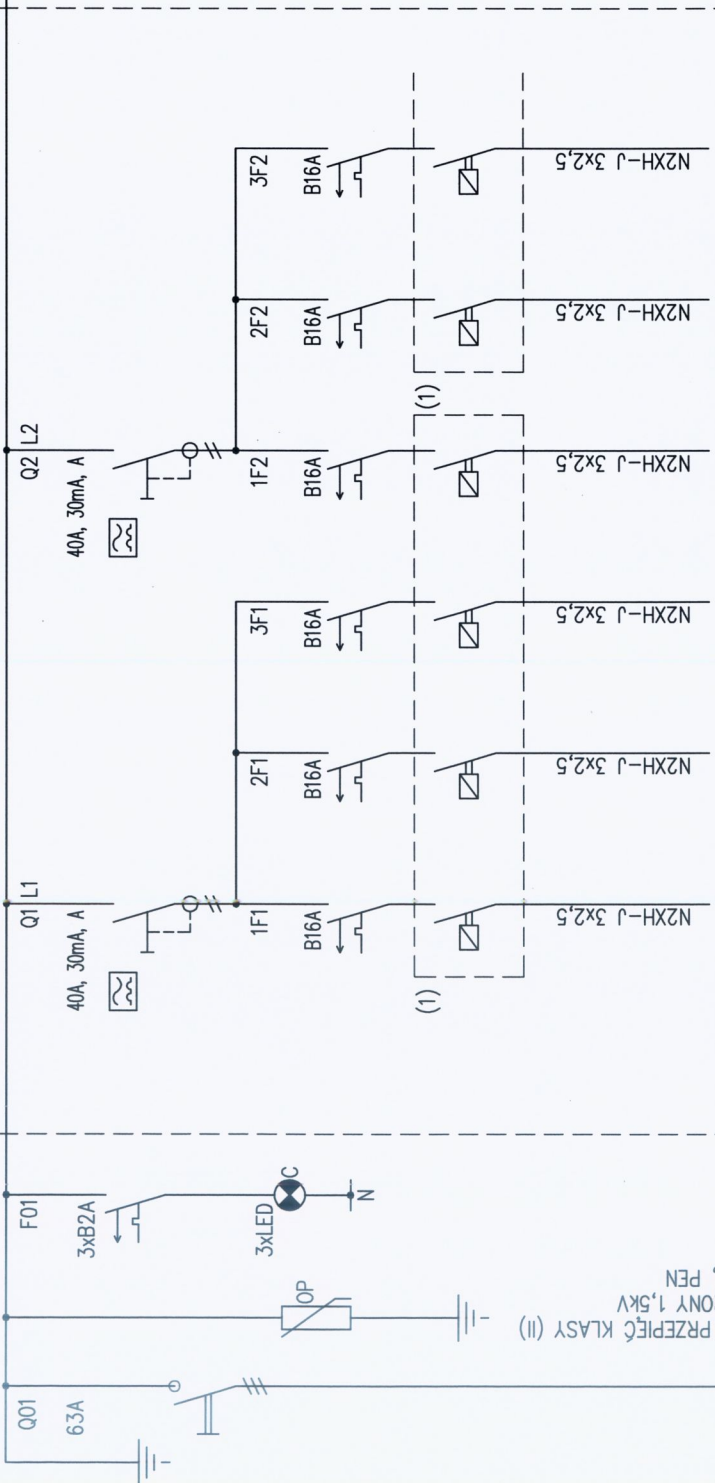 Q01
63A
OP
F01
3xB2A
3xLED
C
N
Q1 L1
40A, 30mA, A
1F1
2F1
3F1
B16A
B16A
B16A
(1)
N2XH-J 3x2,5
N2XH-J 3x2,5
N2XH-J 3x2,5
Q2 L2
40A, 30mA, A
1F2
2F2
3F2
B16A
B16A
B16A
(1)
N2XH-J 3x2,5
N2XH-J 3x2,5
N2XH-J 3x2,5
PRZEPIĘĆ KLASY (II)
ONY 1,5kV
PEN